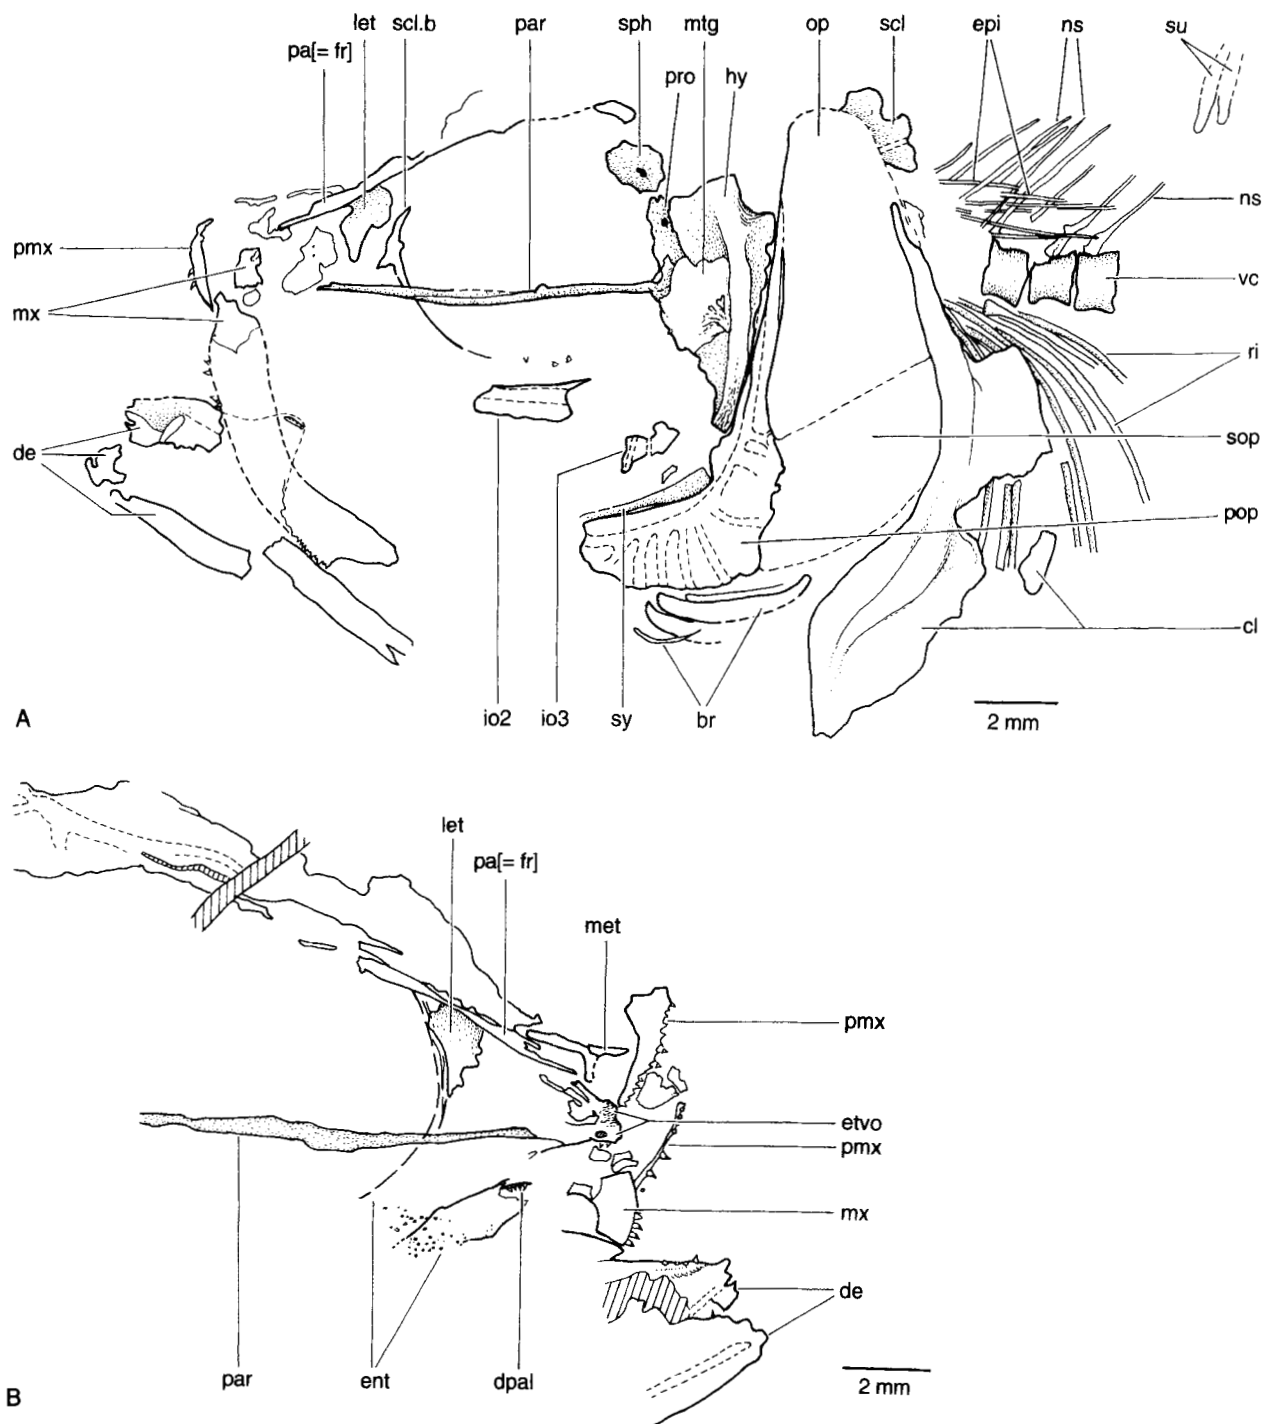 let scl.b par sph mtg op scl epi ns su
pa[= fr] pro hy
ns
pmx
vc
mx
ri
sop
de
pop
cl
A io2 io3 sy br 2 mm
let
pa[= fr]
met
pmx
etvo
pmx
mx
de
par ent dpal 2 mm
B